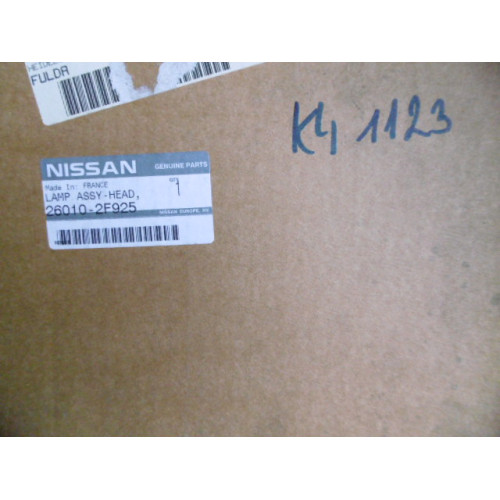 FULDA
K4 1123
NISSAN GENUINE PARTS
Made In: FRANCE
LAMP ASSY-HEAD, 1
26010-2F925
NISSAN EUROPE,